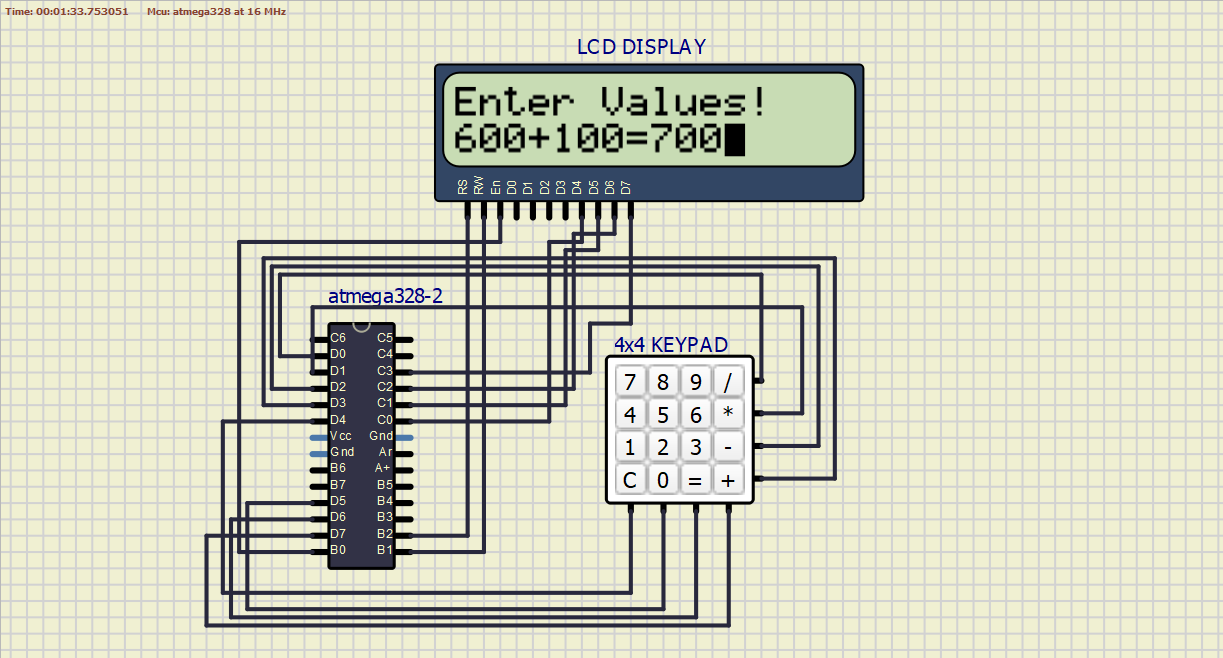 Time: 00:01:33.753051 Mcu: atmega328 at 16 MHz
LCD DISPLAY
Enter Values!
600+100=700
RS RW En D0 D1 D2 D3 D4 D5 D6 D7
atmega328-2
C6 C5
D0 C4
D1 C3
D2 C2
D3 C1
D4 C0
Vcc Gnd
Gnd Ar
B6 A+
B7 B5
D5 B4
D6 B3
D7 B2
B0 B1
4x4 KEYPAD
7 8 9 /
4 5 6 *
1 2 3 -
C 0 = +